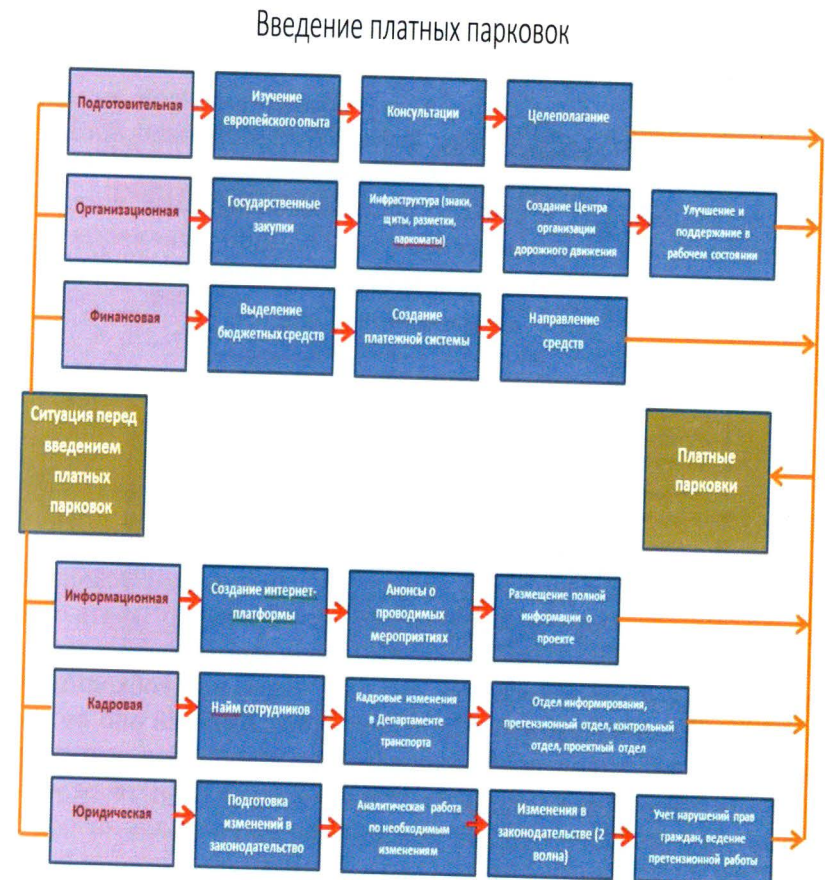 Введение платных парковок
Подготовительная
Изучение
европейского опыта
Консультации
Целеполагание
Организационная
Государственные
закупки
Инфраструктура (знаки,
щиты, разметки,
паркоматы)
Создание Центра
организации
дорожного движения
Улучшение и
поддержание в
рабочем состоянии
Финансовая
Выделение
бюджетных средств
Создание
платежной системы
Направление
средств
Ситуация перед
введением
платных
парковок
Платные
парковки
Информационная
Создание интернет-
платформы
Анонсы о
проводимых
мероприятиях
Размещение полной
информации о
проекте
Кадровая
Найм сотрудников
Кадровые изменения
в Департаменте
транспорта
Отдел информирования,
претензионный отдел, контрольный
отдел, проектный отдел
Юридическая
Подготовка
изменений в
законодательство
Аналитическая работа
по необходимым
изменениям
Изменения в
законодательстве (2
волна)
Учет нарушений прав
граждан, ведение
претензионной работы